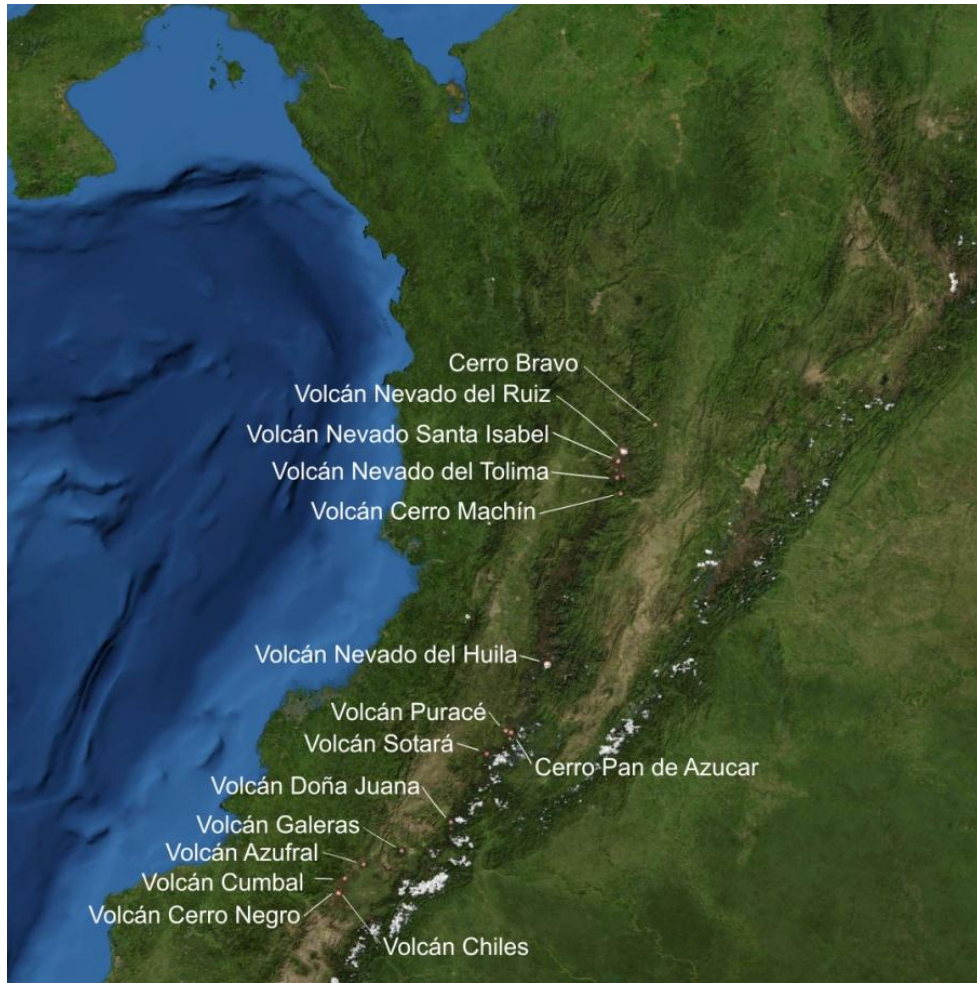 Cerro Bravo
Volcán Nevado del Ruiz
Volcán Nevado Santa Isabel
Volcán Nevado del Tolima
Volcán Cerro Machín
Volcán Nevado del Huila
Volcán Puracé
Volcán Sotará
Cerro Pan de Azucar
Volcán Doña Juana
Volcán Galeras
Volcán Azufral
Volcán Cumbal
Volcán Cerro Negro
Volcán Chiles